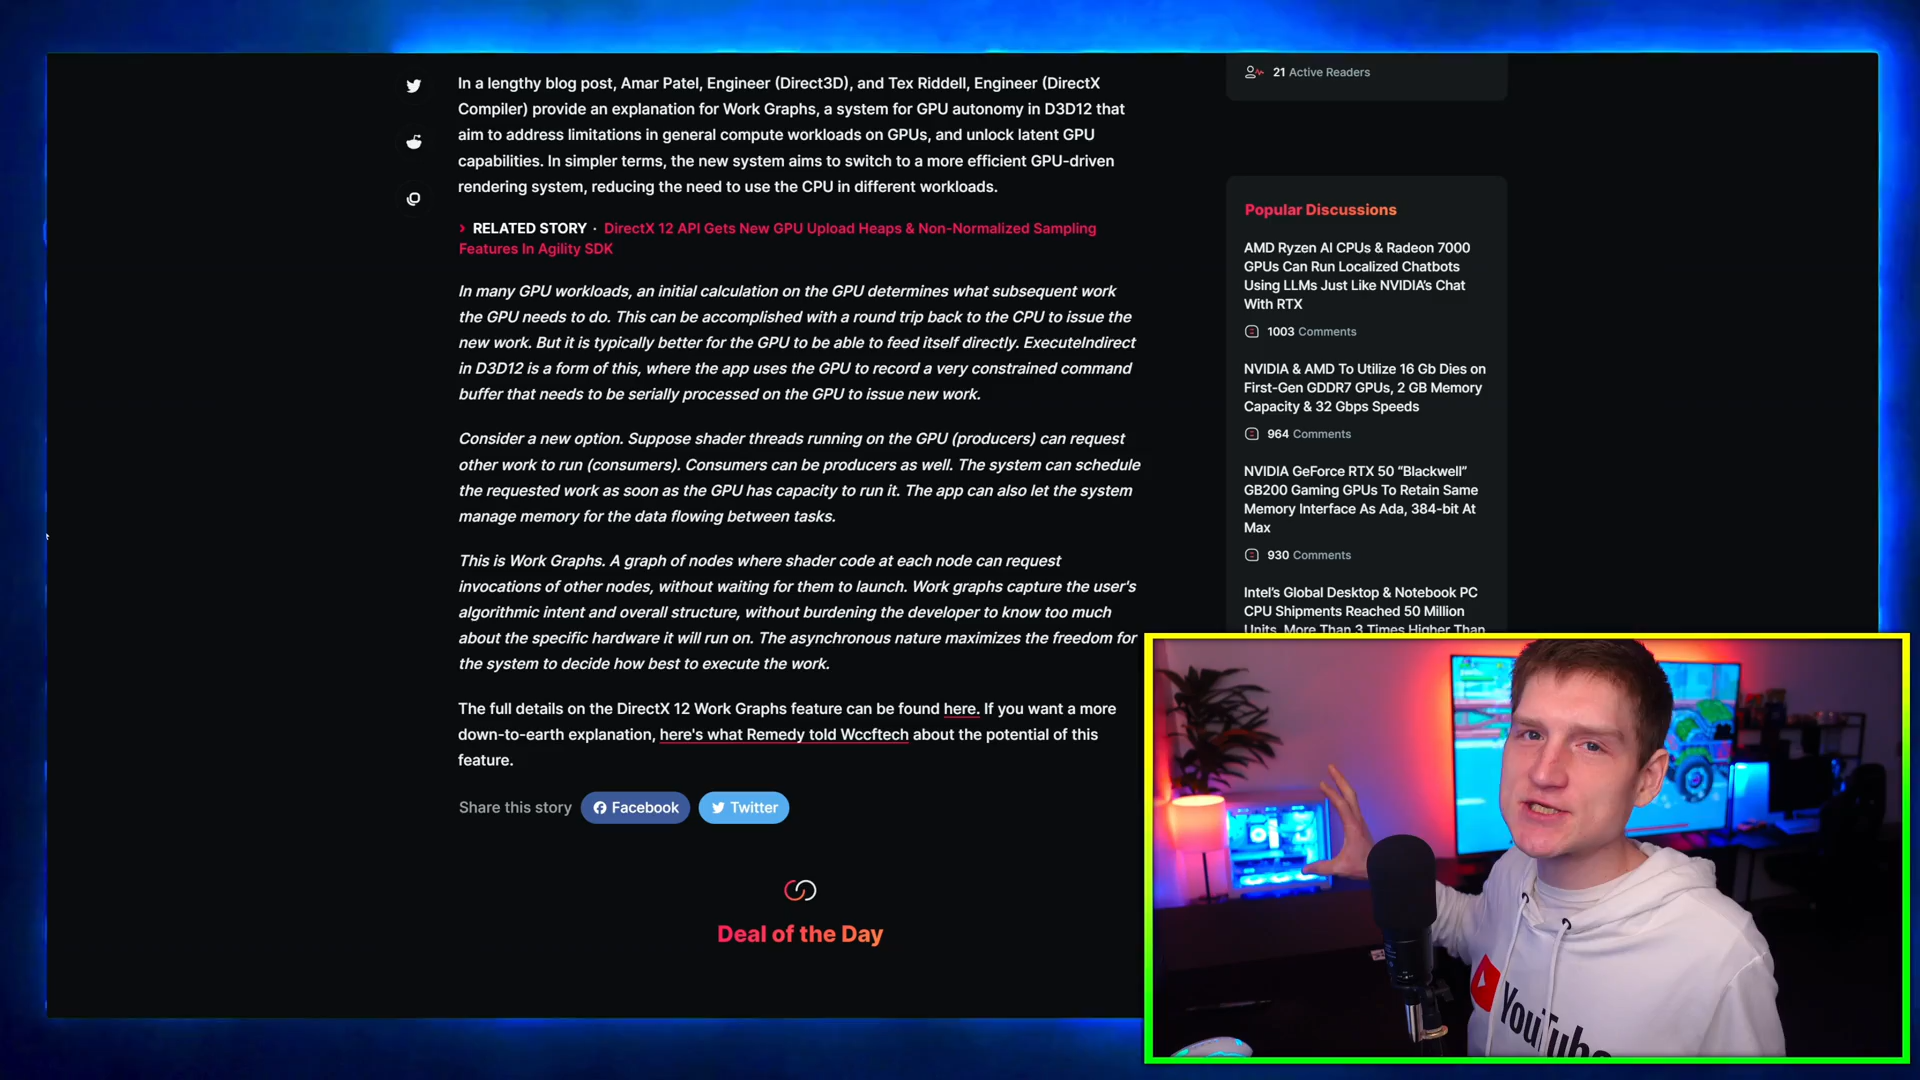 In a lengthy blog post, Amar Patel, Engineer (Direct3D), and Tex Riddell, Engineer (DirectX
Compiler) provide an explanation for Work Graphs, a system for GPU autonomy in D3D12 that
aim to address limitations in general compute workloads on GPUs, and unlock latent GPU
capabilities. In simpler terms, the new system aims to switch to a more efficient GPU-driven
rendering system, reducing the need to use the CPU in different workloads.
RELATED STORY · DirectX 12 API Gets New GPU Upload Heaps & Non-Normalized Sampling
Features In Agility SDK
In many GPU workloads, an initial calculation on the GPU determines what subsequent work
the GPU needs to do. This can be accomplished with a round trip back to the CPU to issue the
new work. But it is typically better for the GPU to be able to feed itself directly. ExecuteIndirect
in D3D12 is a form of this, where the app uses the GPU to record a very constrained command
buffer that needs to be serially processed on the GPU to issue new work.
Consider a new option. Suppose shader threads running on the GPU (producers) can request
other work to run (consumers). Consumers can be producers as well. The system can schedule
the requested work as soon as the GPU has capacity to run it. The app can also let the system
manage memory for the data flowing between tasks.
This is Work Graphs. A graph of nodes where shader code at each node can request
invocations of other nodes, without waiting for them to launch. Work graphs capture the user's
algorithmic intent and overall structure, without burdening the developer to know too much
about the specific hardware it will run on. The asynchronous nature maximizes the freedom for
the system to decide how best to execute the work.
The full details on the DirectX 12 Work Graphs feature can be found here. If you want a more
down-to-earth explanation, here's what Remedy told Wccftech about the potential of this
feature.
Share this story Facebook Twitter
Deal of the Day
21 Active Readers
Popular Discussions
AMD Ryzen AI CPUs & Radeon 7000
GPUs Can Run Localized Chatbots
Using LLMs Just Like NVIDIA's Chat
With RTX
1003 Comments
NVIDIA & AMD To Utilize 16 Gb Dies on
First-Gen GDDR7 GPUs, 2 GB Memory
Capacity & 32 Gbps Speeds
964 Comments
NVIDIA GeForce RTX 50 “Blackwell”
GB200 Gaming GPUs To Retain Same
Memory Interface As Ada, 384-bit At
Max
930 Comments
Intel's Global Desktop & Notebook PC
CPU Shipments Reached 50 Million
Units, More Than 3 Times Higher Than
YouTube